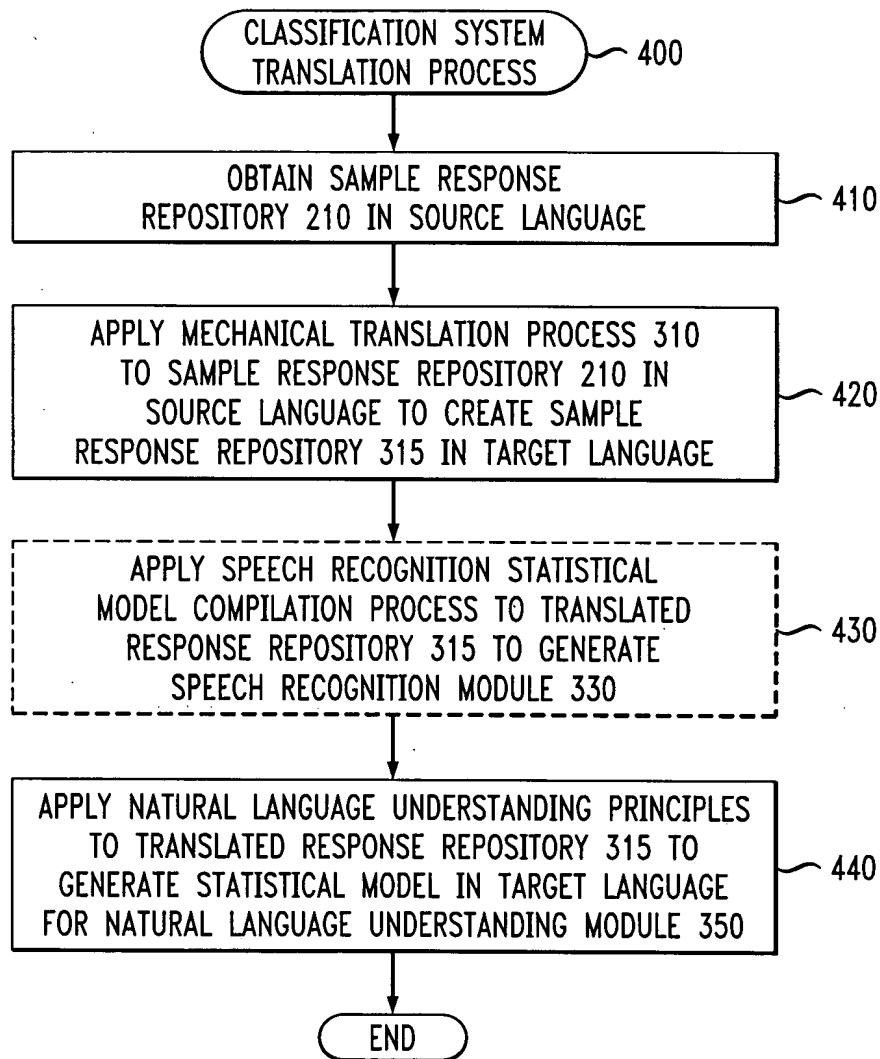 CLASSIFICATION SYSTEM
TRANSLATION PROCESS
400
OBTAIN SAMPLE RESPONSE
REPOSITORY 210 IN SOURCE LANGUAGE
410
APPLY MECHANICAL TRANSLATION PROCESS 310
TO SAMPLE RESPONSE REPOSITORY 210 IN
SOURCE LANGUAGE TO CREATE SAMPLE
RESPONSE REPOSITORY 315 IN TARGET LANGUAGE
420
APPLY SPEECH RECOGNITION STATISTICAL
MODEL COMPILATION PROCESS TO TRANSLATED
RESPONSE REPOSITORY 315 TO GENERATE
SPEECH RECOGNITION MODULE 330
430
APPLY NATURAL LANGUAGE UNDERSTANDING PRINCIPLES
TO TRANSLATED RESPONSE REPOSITORY 315 TO
GENERATE STATISTICAL MODEL IN TARGET LANGUAGE
FOR NATURAL LANGUAGE UNDERSTANDING MODULE 350
440
END